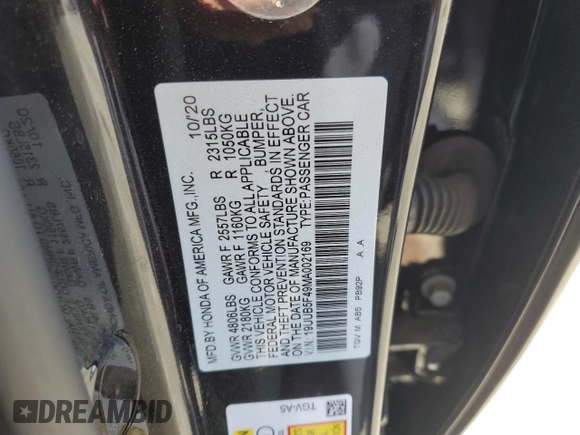 MFD.BY HONDA OF AMERICA MFG.,INC. 10/20
GVWR 4806LBS GAWR F 2557LBS R 2315LBS
GVWR 2180KG GAWR F 1160KG R 1050KG
THIS VEHICLE CONFORMS TO ALL APPLICABLE
FEDERAL MOTOR VEHICLE SAFETY, BUMPER,
AND THEFT PREVENTION STANDARDS IN EFFECT
ON THE DATE OF MANUFACTURE SHOWN ABOVE.
V.I.N.: 19UUB5F49MA002169 TYPE:PASSENGER CAR
TGV M AB5 PB92P A A
TGV-A5
DREAMBID